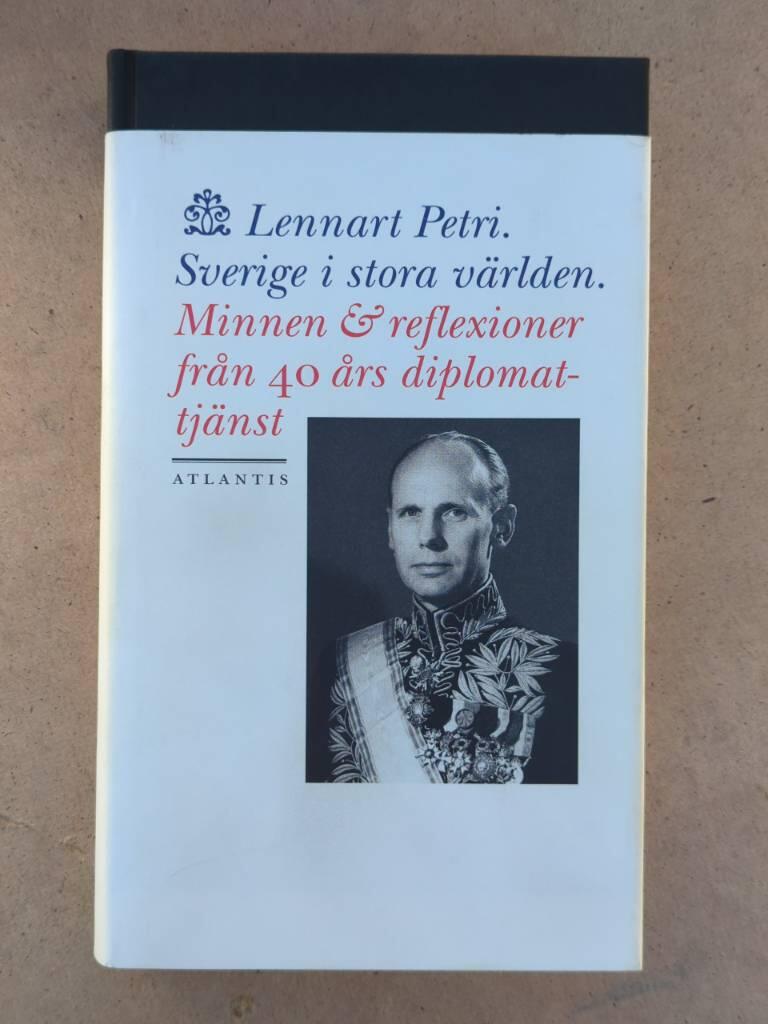 Lennart Petri.
Sverige i stora världen.
Minnen & reflexioner
från 40 års diplomat-
tjänst
ATLANTIS